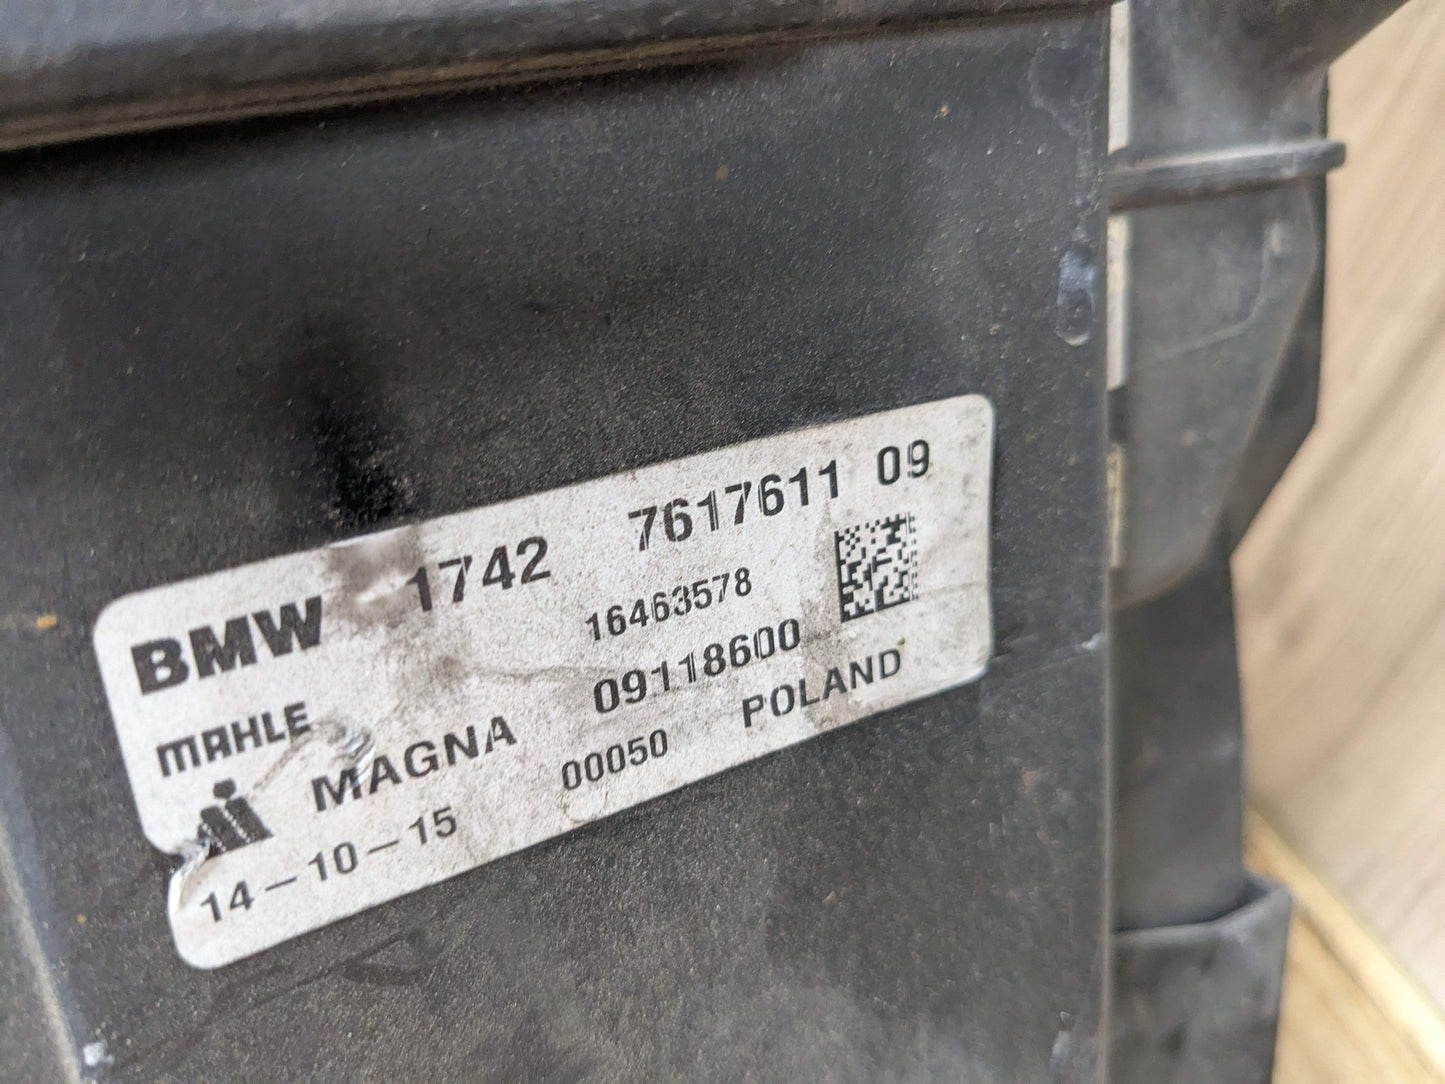 BMW 1742 7617611 09
MAHLE 16463578
MAGNA 09118600
14-10-15 00050 POLAND